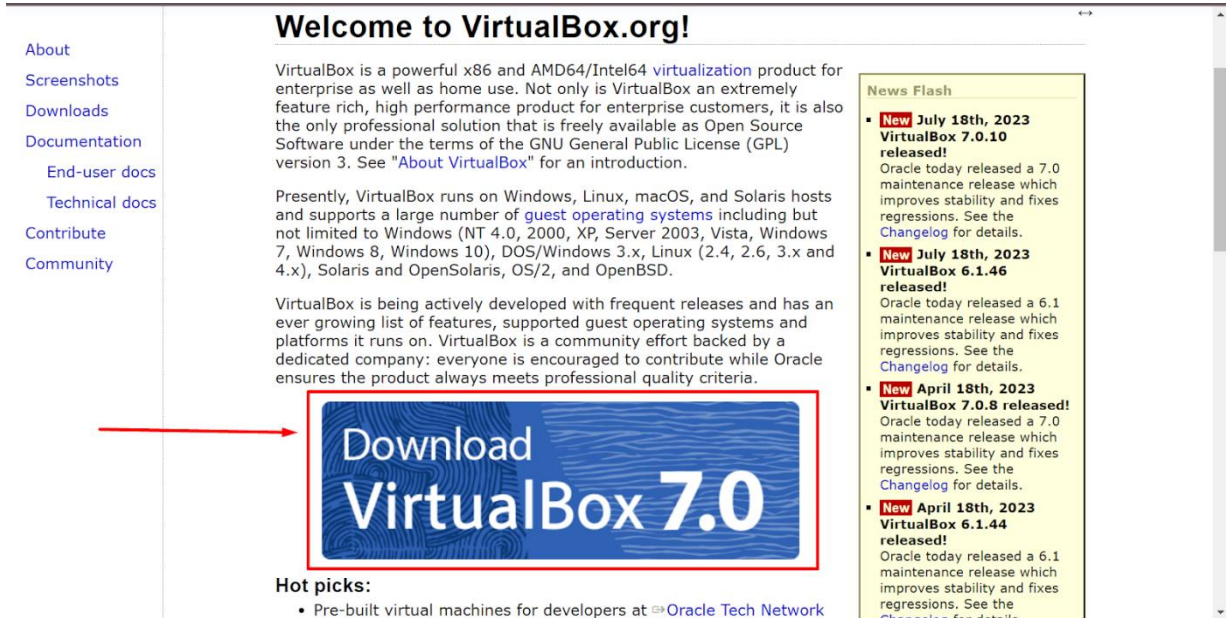 Welcome to VirtualBox.org!
About
Screenshots
Downloads
Documentation
End-user docs
Technical docs
Contribute
Community
VirtualBox is a powerful x86 and AMD64/Intel64 virtualization product for
enterprise as well as home use. Not only is VirtualBox an extremely
feature rich, high performance product for enterprise customers, it is also
the only professional solution that is freely available as Open Source
Software under the terms of the GNU General Public License (GPL)
version 3. See "About VirtualBox" for an introduction.
Presently, VirtualBox runs on Windows, Linux, macOS, and Solaris hosts
and supports a large number of guest operating systems including but
not limited to Windows (NT 4.0, 2000, XP, Server 2003, Vista, Windows
7, Windows 8, Windows 10), DOS/Windows 3.x, Linux (2.4, 2.6, 3.x and
4.x), Solaris and OpenSolaris, OS/2, and OpenBSD.
VirtualBox is being actively developed with frequent releases and has an
ever growing list of features, supported guest operating systems and
platforms it runs on. VirtualBox is a community effort backed by a
dedicated company: everyone is encouraged to contribute while Oracle
ensures the product always meets professional quality criteria.
Download
VirtualBox 7.0
Hot picks:
• Pre-built virtual machines for developers at Oracle Tech Network
News Flash
New July 18th, 2023
VirtualBox 7.0.10
released!
Oracle today released a 7.0
maintenance release which
improves stability and fixes
regressions. See the
Changelog for details.
New July 18th, 2023
VirtualBox 6.1.46
released!
Oracle today released a 6.1
maintenance release which
improves stability and fixes
regressions. See the
Changelog for details.
New April 18th, 2023
VirtualBox 7.0.8 released!
Oracle today released a 7.0
maintenance release which
improves stability and fixes
regressions. See the
Changelog for details.
New April 18th, 2023
VirtualBox 6.1.44
released!
Oracle today released a 6.1
maintenance release which
improves stability and fixes
regressions. See the